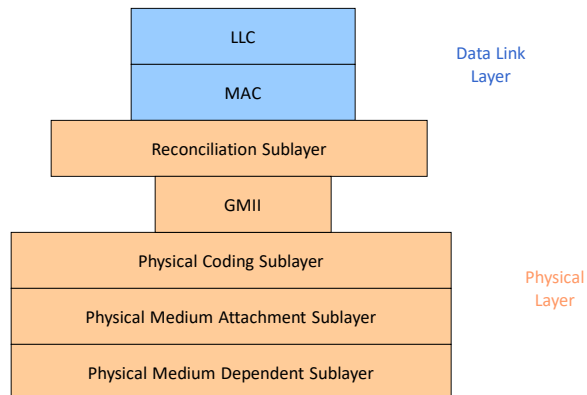 LLC
Data Link
Layer
MAC
Reconciliation Sublayer
GMII
Physical Coding Sublayer
Physical
Layer
Physical Medium Attachment Sublayer
Physical Medium Dependent Sublayer